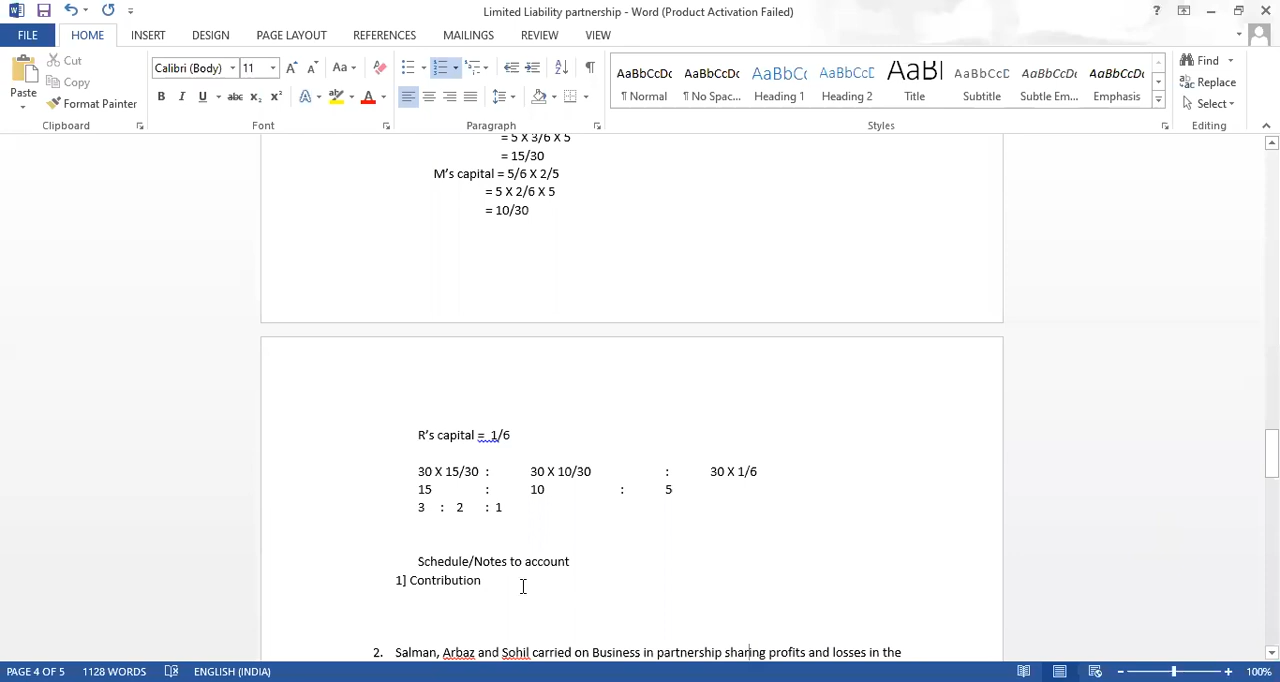 Limited Liability partnership - Word (Product Activation Failed)
FILE HOME INSERT DESIGN PAGE LAYOUT REFERENCES MAILINGS REVIEW VIEW
Cut
Copy
Format Painter
Paste
Clipboard
Calibri (Body) 11
Font
Paragraph
AaBbCcDc AaBbCcDc AaBbCc AaBbCcD AaBl AaBbCcD AaBbCcDc AaBbCcDc
¶ Normal ¶ No Spac... Heading 1 Heading 2 Title Subtitle Subtle Em... Emphasis
Styles
Find
Replace
Select
Editing
= 5 X 3/6 X 5
= 15/30
M’s capital = 5/6 X 2/5
= 5 X 2/6 X 5
= 10/30
R’s capital = 1/6
30 X 15/30 : 30 X 10/30 : 30 X 1/6
15 : 10 : 5
3 : 2 : 1
Schedule/Notes to account
1] Contribution
2. Salman, Arbaz and Sohil carried on Business in partnership sharing profits and losses in the
PAGE 4 OF 5 1128 WORDS ENGLISH (INDIA) 100%